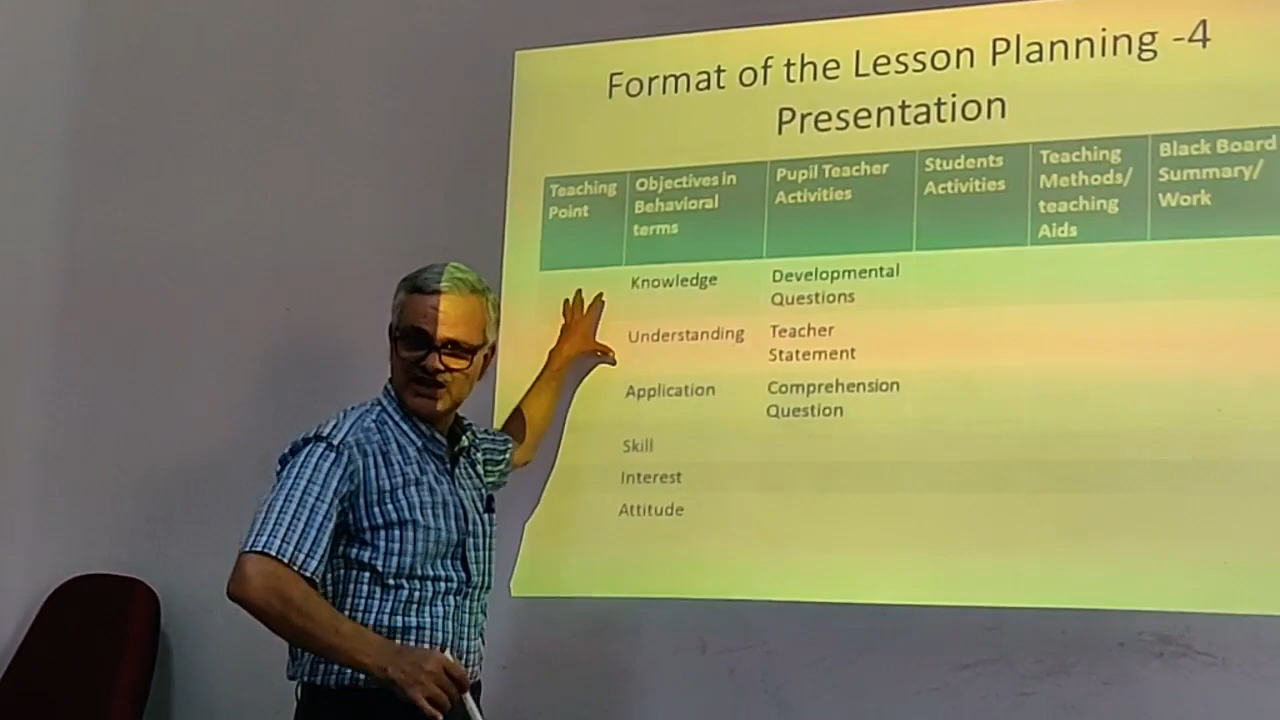 Format of the Lesson Planning -4
Presentation
Teaching
Point
Objectives in
Behavioral
terms
Pupil Teacher
Activities
Students
Activities
Teaching
Methods/
teaching
Aids
Black Board
Summary/
Work
Knowledge
Developmental
Questions
Understanding
Teacher
Statement
Application
Comprehension
Question
Skill
Interest
Attitude